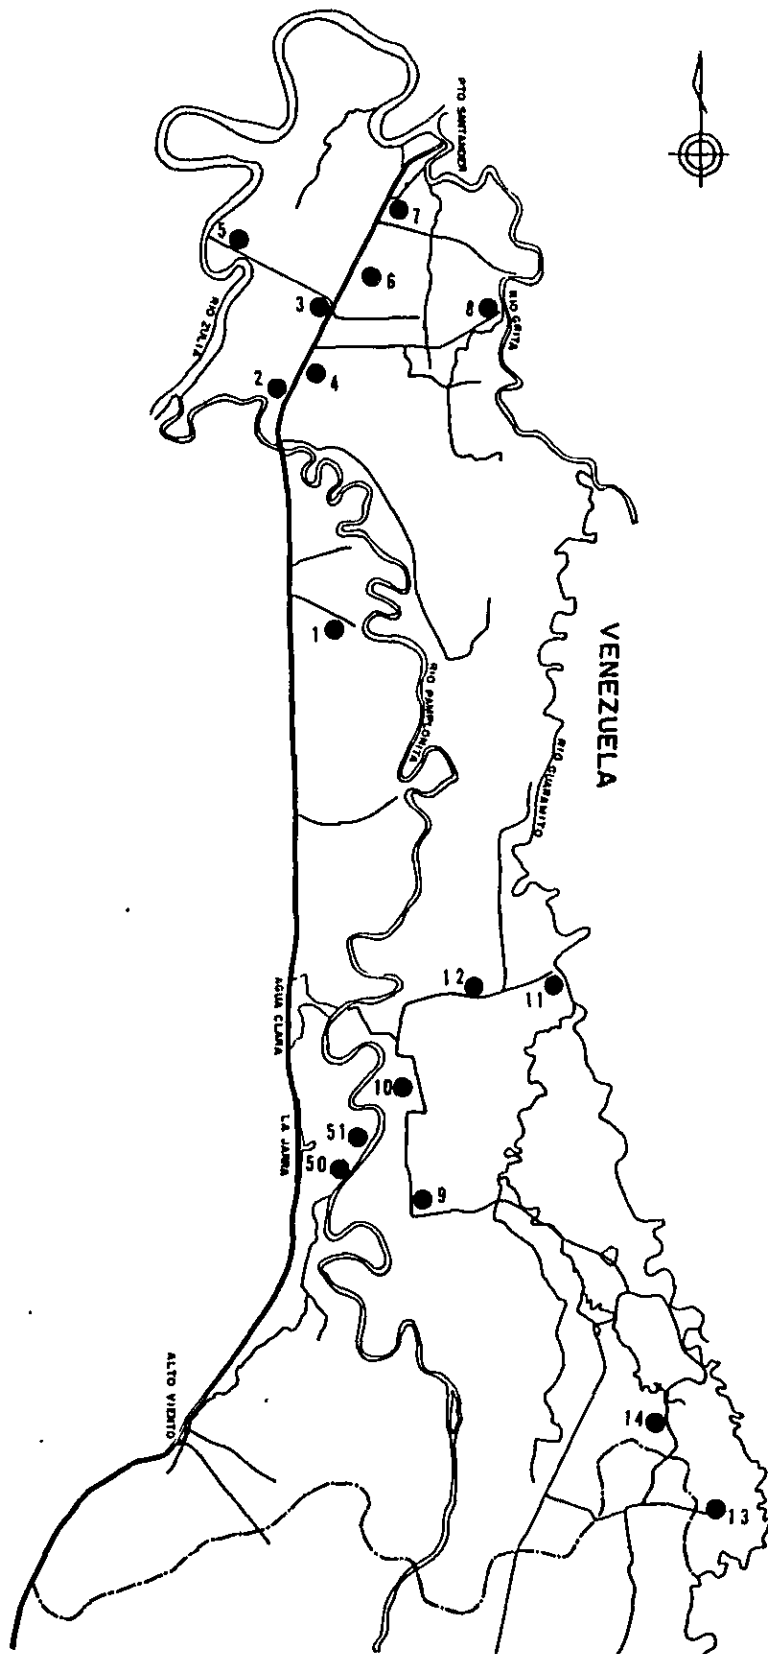 PTO SANTANDER
7
5
6
3
8
RIO GRITA
RIO ZULIA
2
4
VENEZUELA
1
RIO PAMPLONITA
RIO GUARAMITO
12
11
AGUA CLARA
10
LA JARRA
51
50
9
ALTO VIENTO
14
13